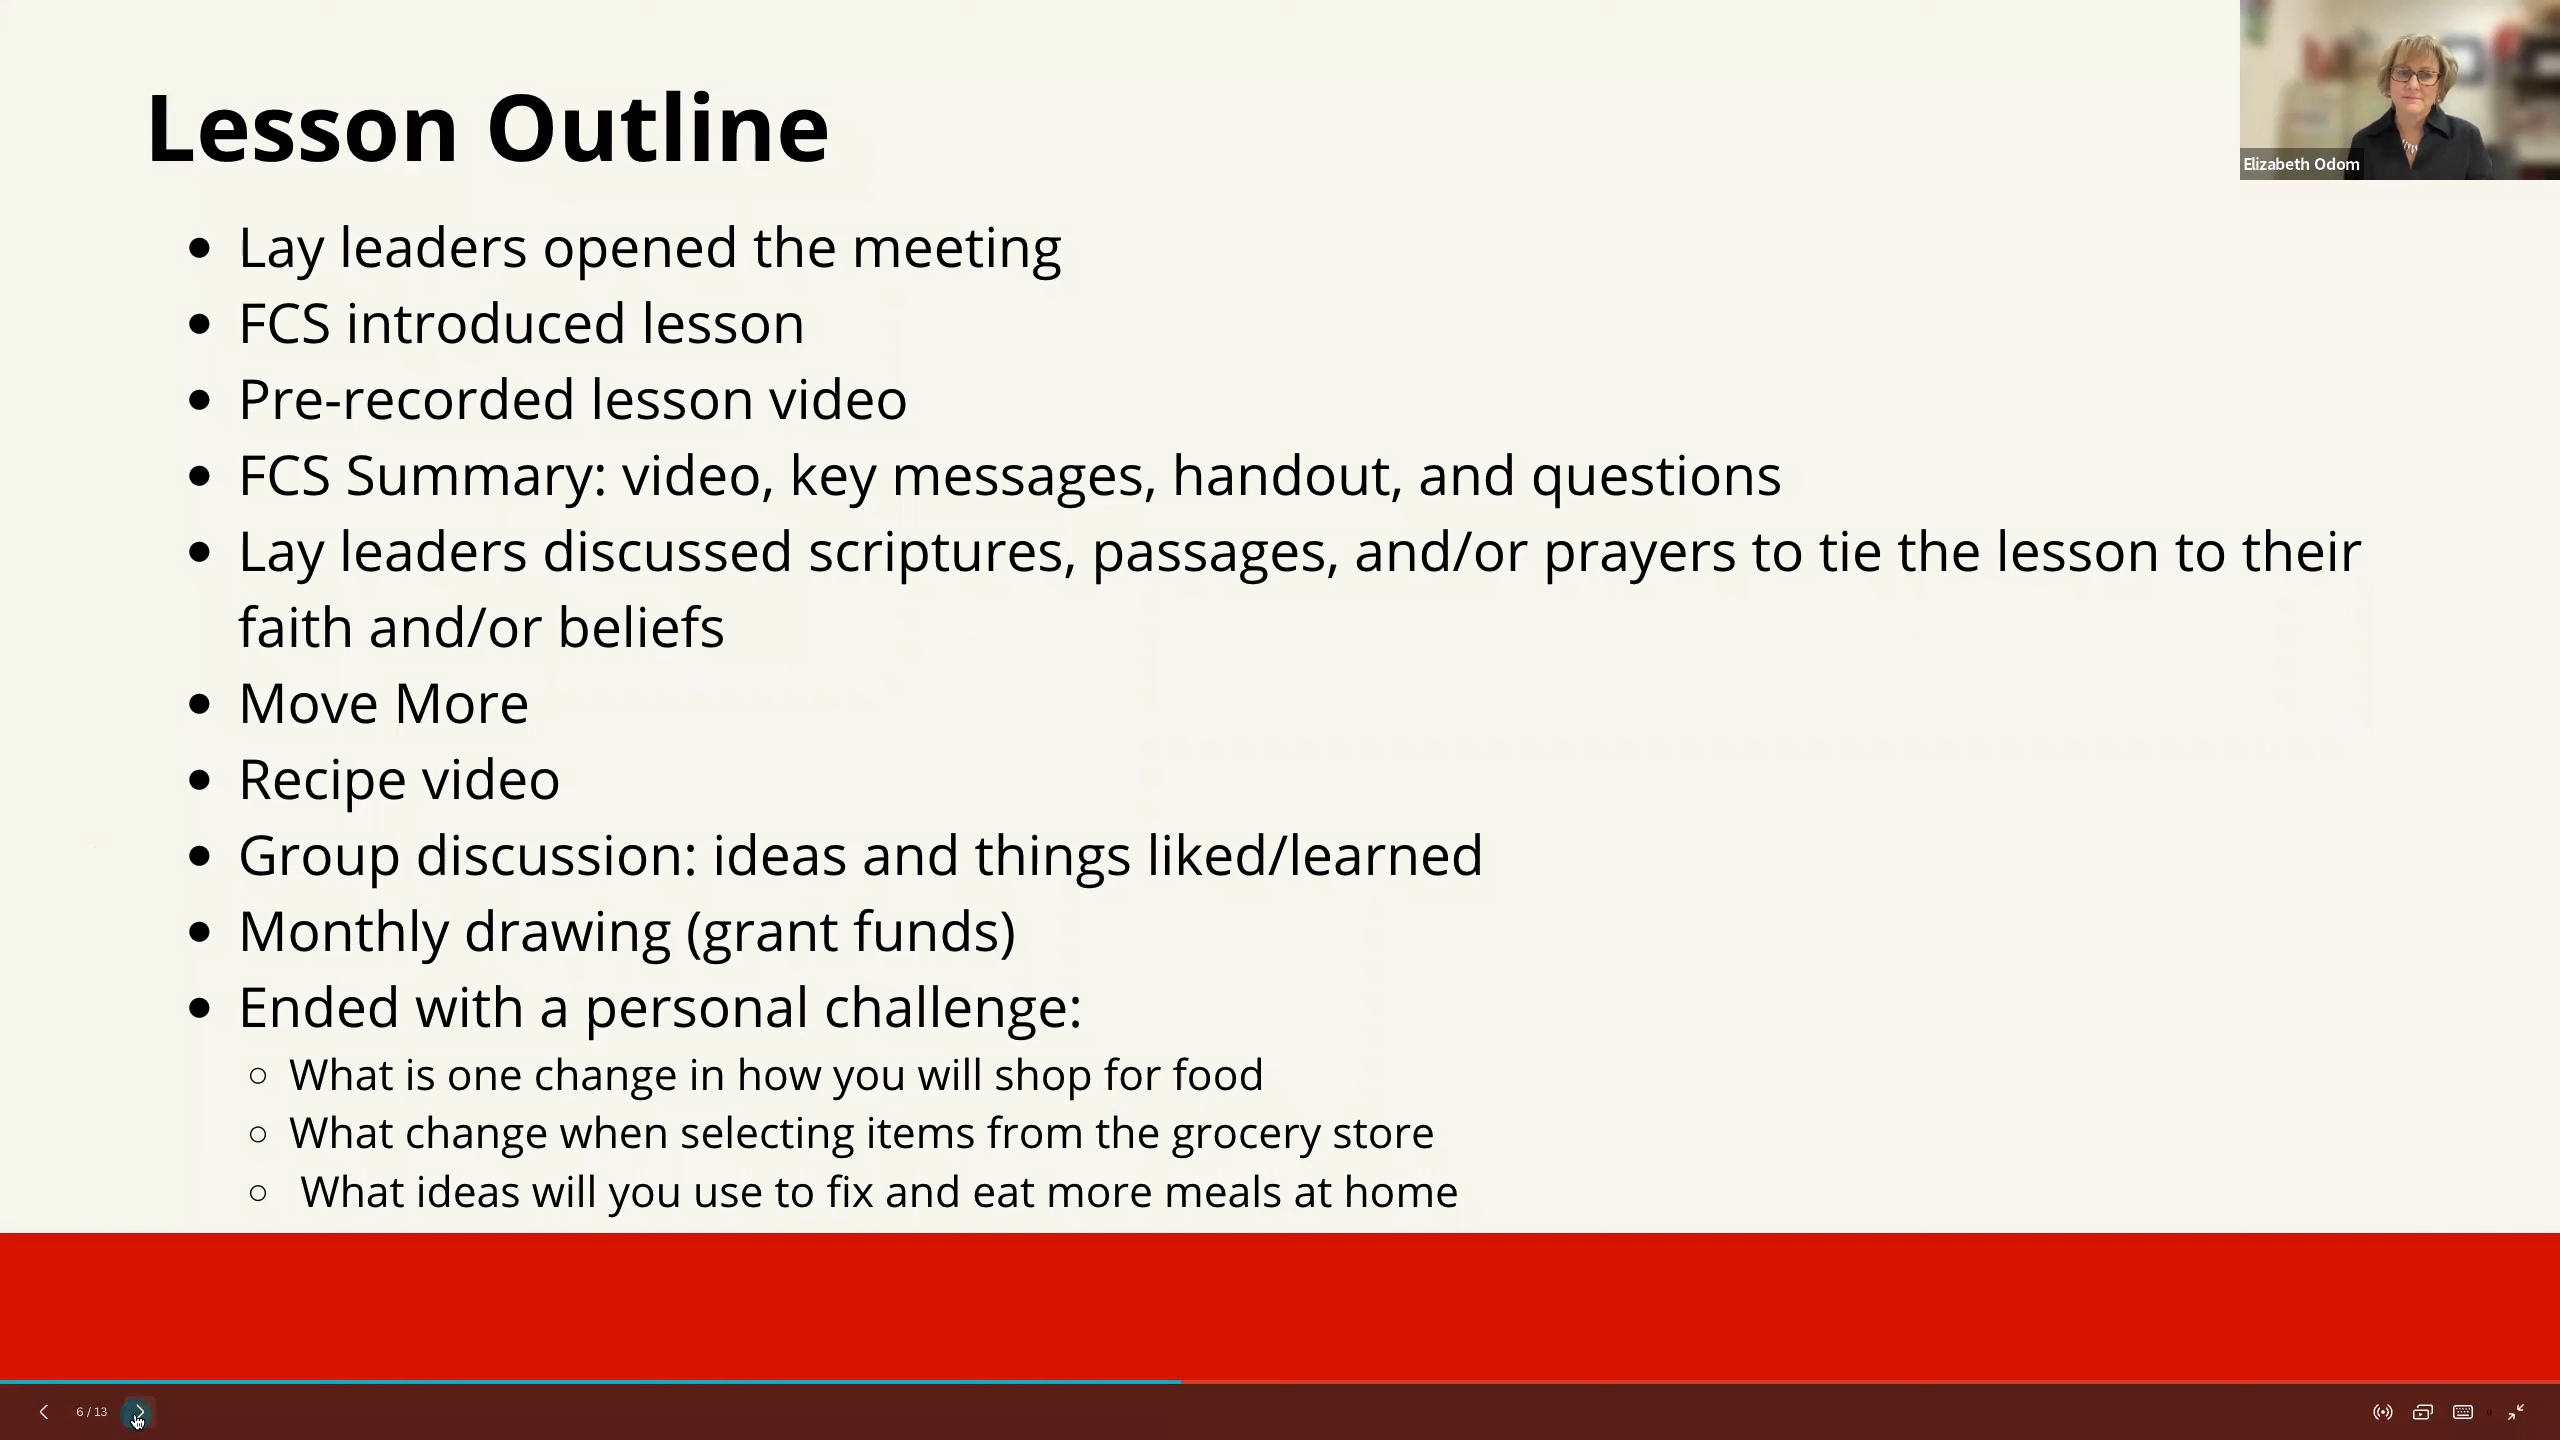 Lesson Outline
Elizabeth Odom
Lay leaders opened the meeting
FCS introduced lesson
Pre-recorded lesson video
FCS Summary: video, key messages, handout, and questions
Lay leaders discussed scriptures, passages, and/or prayers to tie the lesson to their
faith and/or beliefs
Move More
Recipe video
Group discussion: ideas and things liked/learned
Monthly drawing (grant funds)
Ended with a personal challenge:
What is one change in how you will shop for food
What change when selecting items from the grocery store
What ideas will you use to fix and eat more meals at home
6 / 13